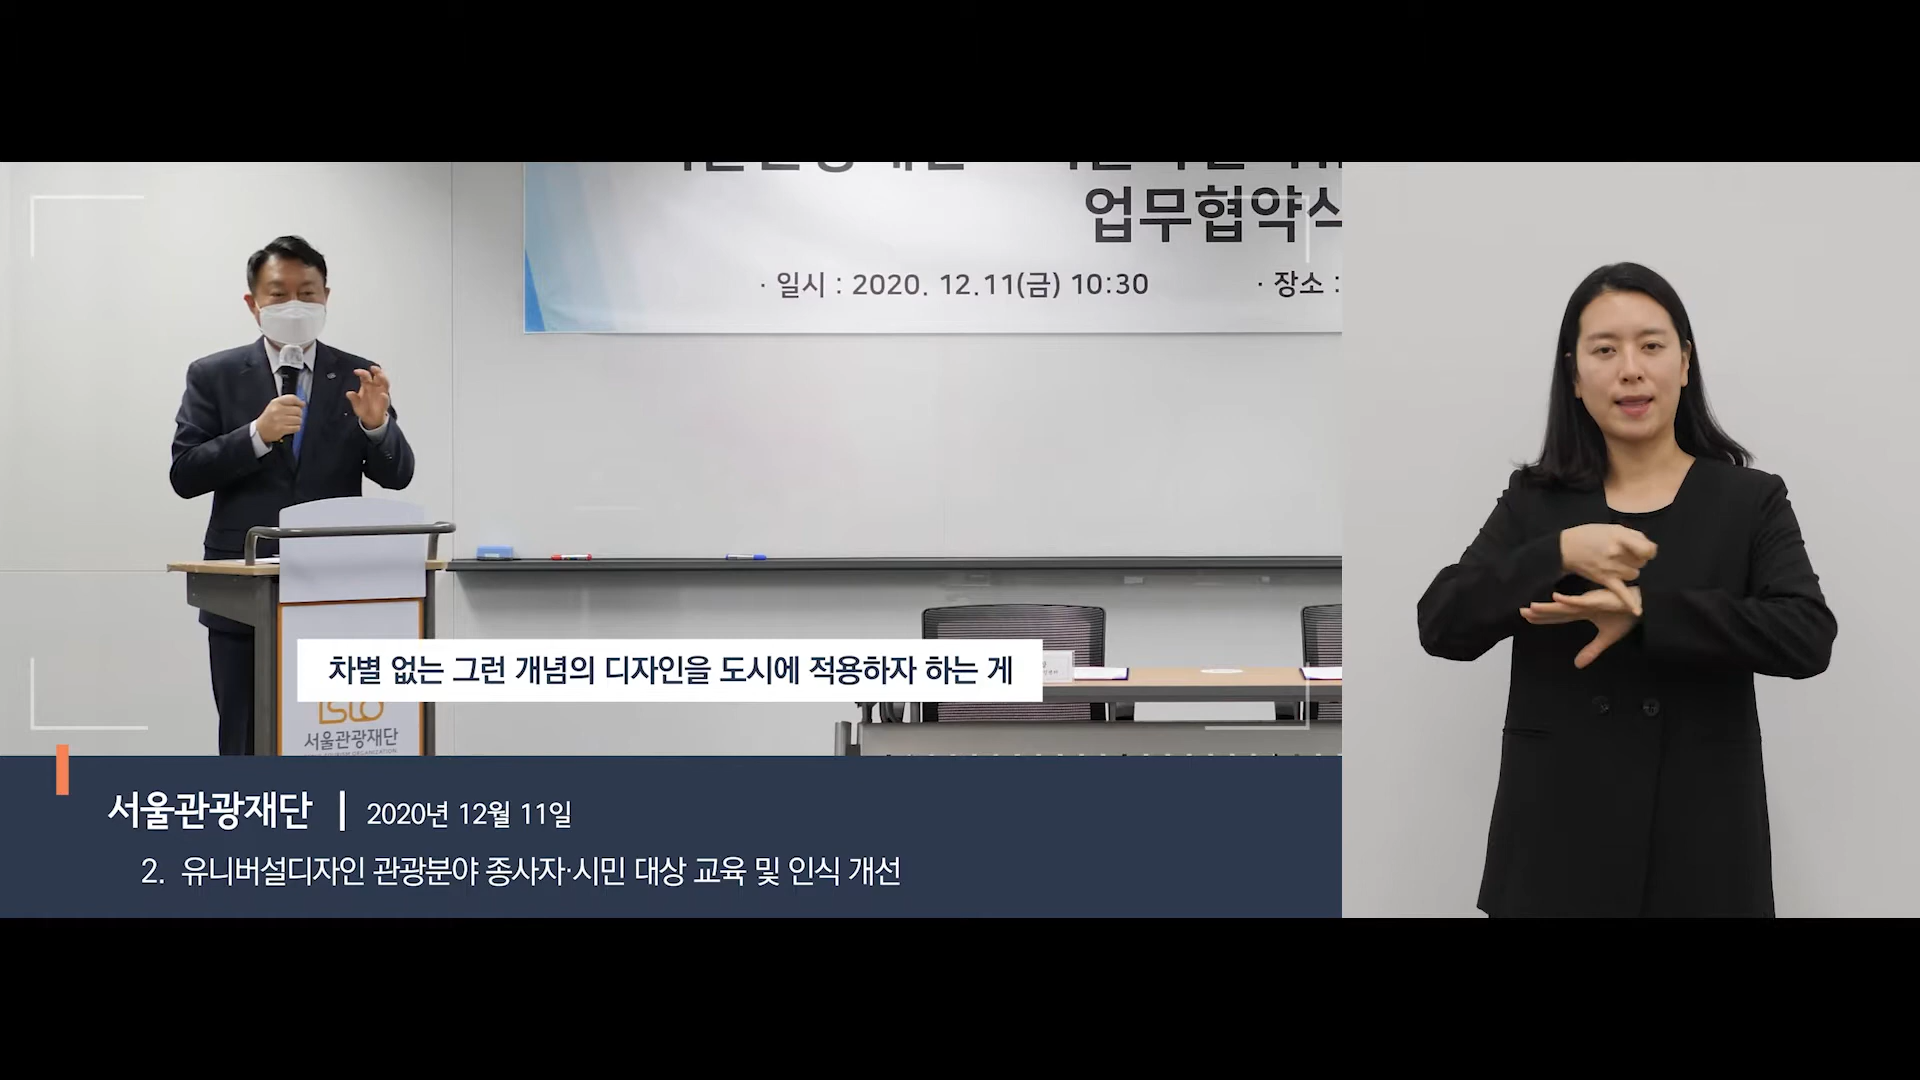 업무협약식
· 일시 : 2020. 12.11(금) 10:30 · 장소 :
차별 없는 그런 개념의 디자인을 도시에 적용하자 하는 게
서울관광재단
서울관광재단 | 2020년 12월 11일
2. 유니버설디자인 관광분야 종사자·시민 대상 교육 및 인식 개선